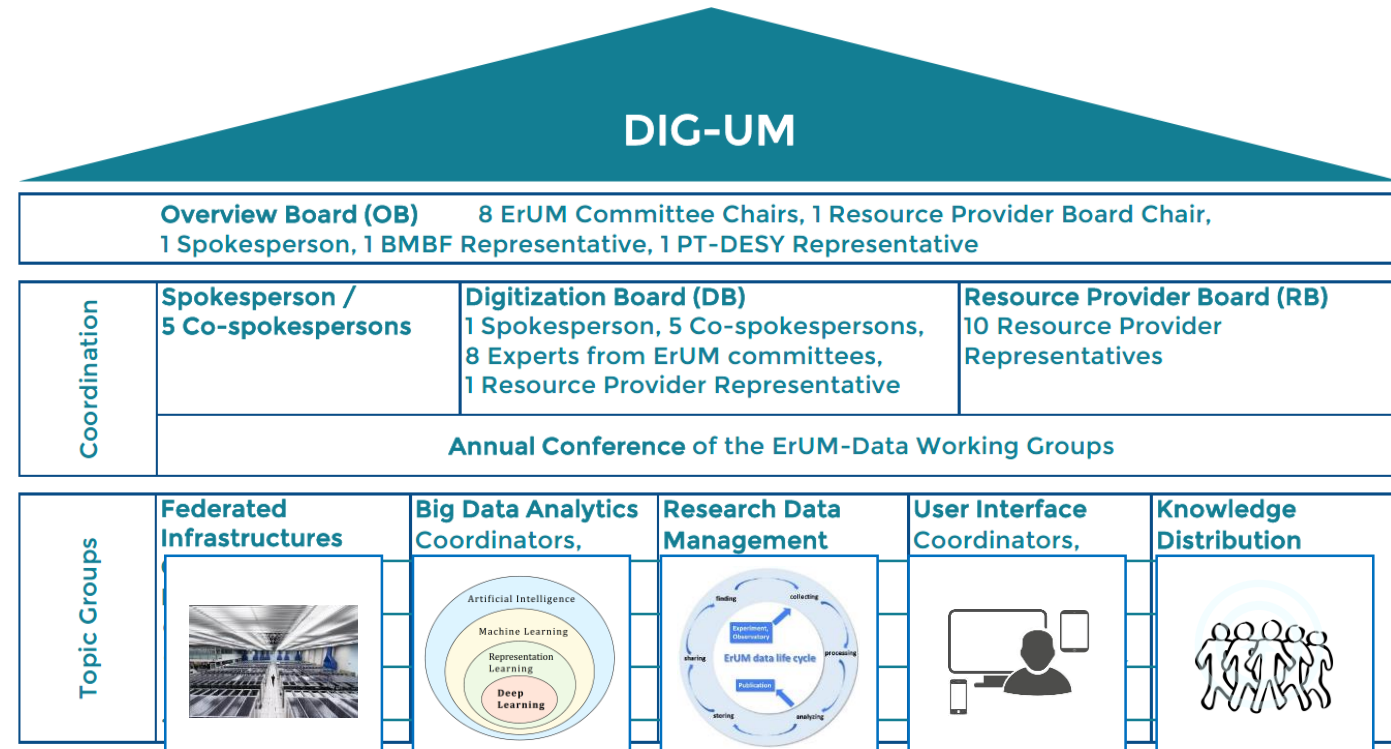 DIG-UM
Overview Board (OB) 8 ErUM Committee Chairs, 1 Resource Provider Board Chair,
1 Spokesperson, 1 BMBF Representative, 1 PT-DESY Representative
Coordination
Spokesperson /
5 Co-spokespersons
Digitization Board (DB)
1 Spokesperson, 5 Co-spokespersons,
8 Experts from ErUM committees,
1 Resource Provider Representative
Resource Provider Board (RB)
10 Resource Provider
Representatives
Annual Conference of the ErUM-Data Working Groups
Topic Groups
Federated
Infrastructures
Big Data Analytics
Coordinators,
Artificial Intelligence
Machine Learning
Representation
Learning
Deep
Learning
Research Data
Management
finding
collecting
Experiment,
Observatory
sharing
ErUM data life cycle
processing
Publication
storing
analyzing
User Interface
Coordinators,
Knowledge
Distribution